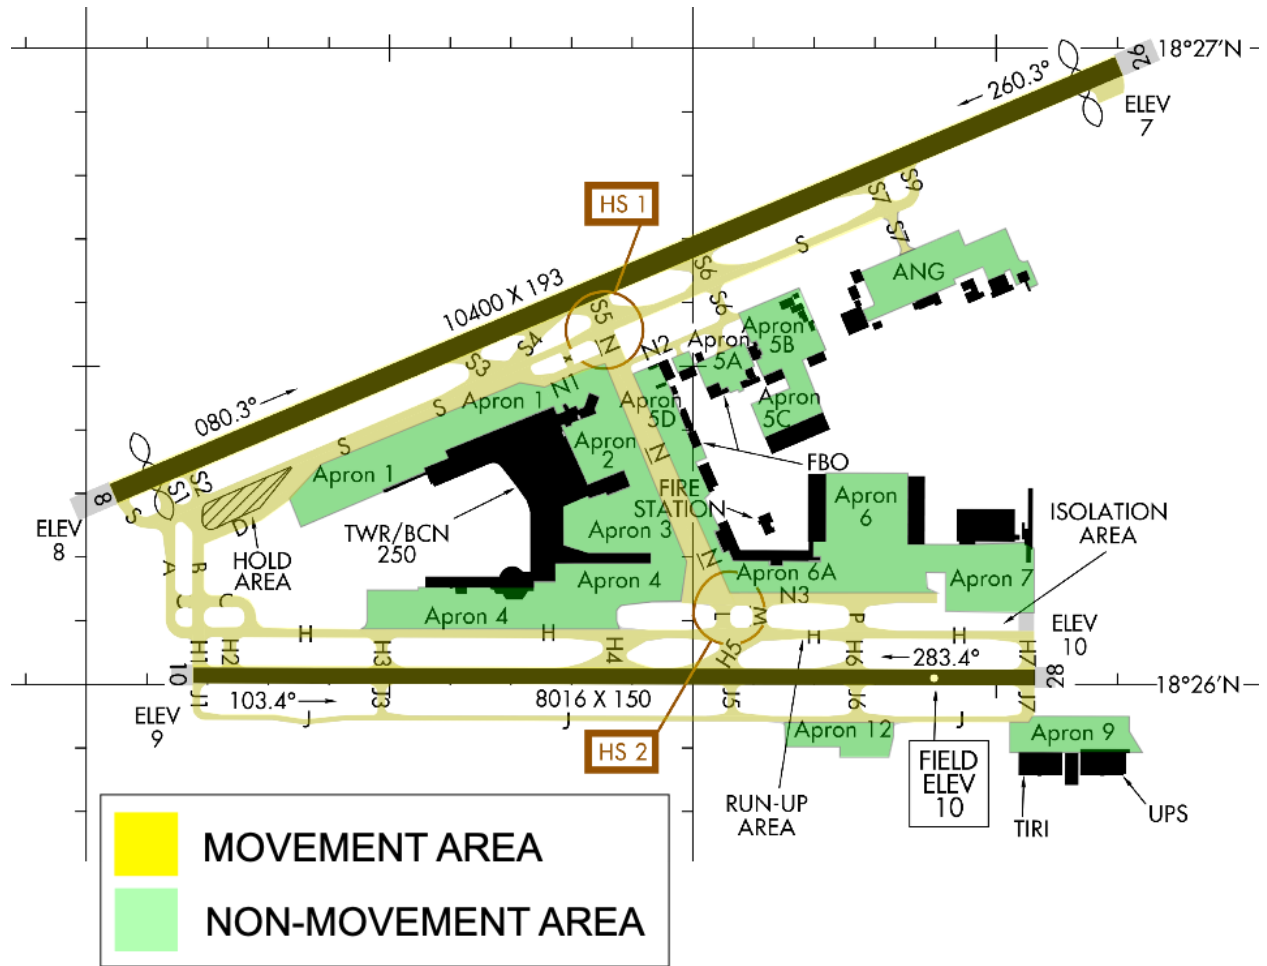 26
18°27'N
260.3°
ELEV
7
S9
S7
HS 1
S7
S
ANG
S6
10400 X 193
S5
S6
S4
N
N2
Apron
5B
Apron
5A
S3
N1
080.3°
S
Apron 1
Apron
5D
Apron
5C
S
Apron 1
Apron
2
N
FBO
8
S1
S2
S
D
FIRE
STATION
Apron
6
ISOLATION
AREA
ELEV
8
HOLD
AREA
TWR/BCN
250
Apron 3
N
A
B
Apron 4
Apron 6A
Apron 7
C
C
Apron 4
N3
L
M
P
H
H
H
H
ELEV
10
H1
H2
H3
H4
H5
H6
283.4°
H7
10
28
18°26'N
J1
103.4°
J3
8016 X 150
J5
J6
J7
ELEV
9
J
J
J
Apron 12
Apron 9
HS 2
FIELD
ELEV
10
RUN-UP
AREA
TIRI
UPS
MOVEMENT AREA
NON-MOVEMENT AREA